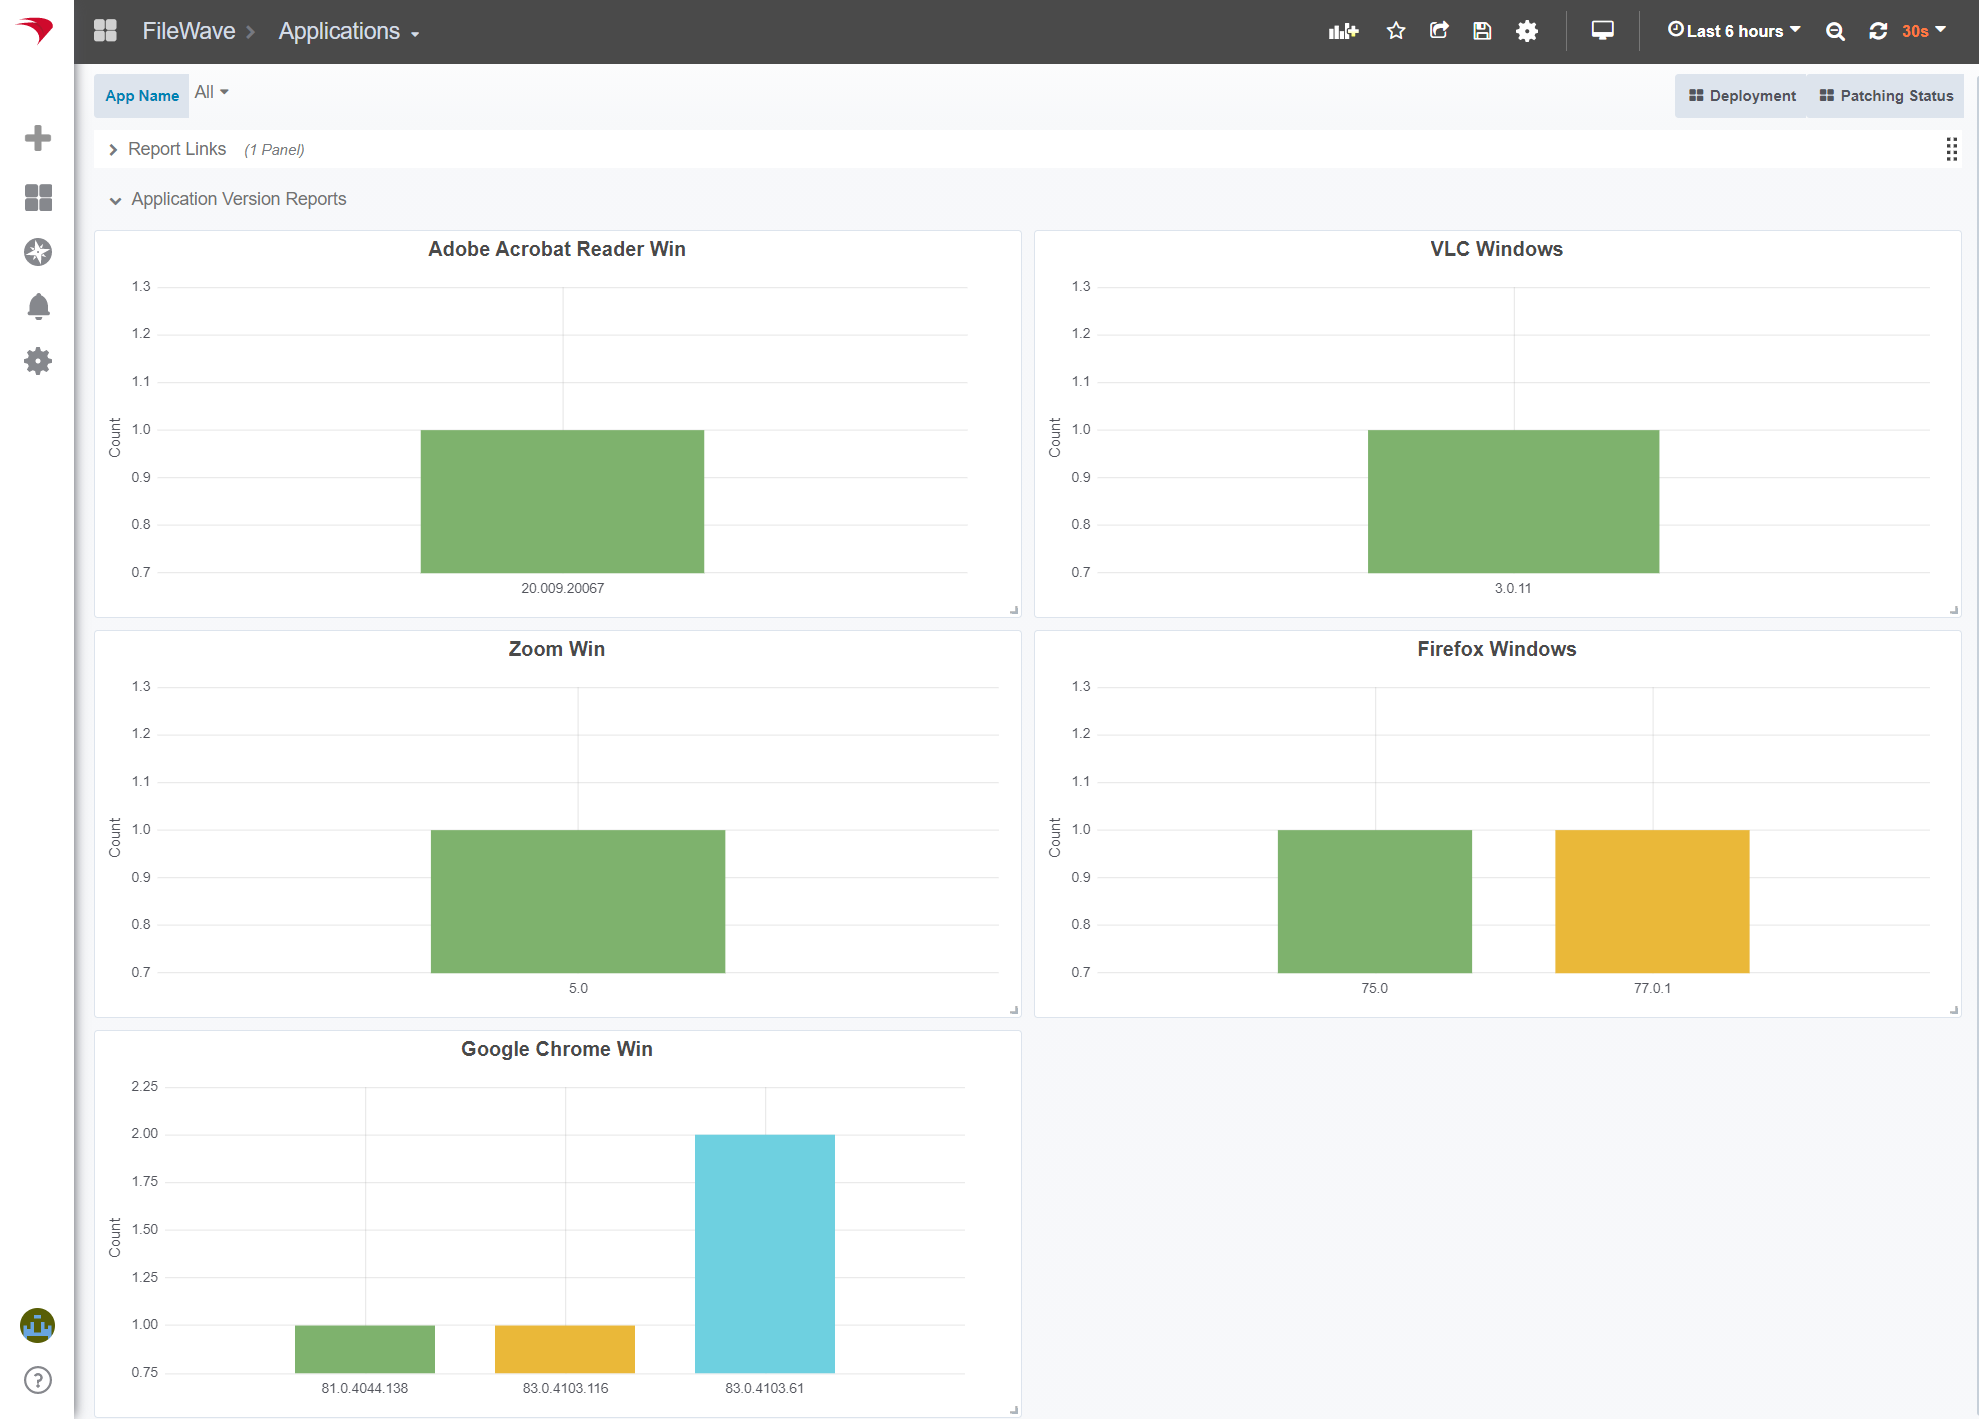 FileWave > Applications
Last 6 hours
30s
App Name
All
Deployment
Patching Status
Report Links (1 Panel)
Application Version Reports
Adobe Acrobat Reader Win
1.3
1.2
1.1
1.0
0.9
0.8
0.7
Count
20.009.20067
VLC Windows
1.3
1.2
1.1
1.0
0.9
0.8
0.7
Count
3.0.11
Zoom Win
1.3
1.2
1.1
1.0
0.9
0.8
0.7
Count
5.0
Firefox Windows
1.3
1.2
1.1
1.0
0.9
0.8
0.7
Count
75.0
77.0.1
Google Chrome Win
2.25
2.00
1.75
1.50
1.25
1.00
0.75
Count
81.0.4044.138
83.0.4103.116
83.0.4103.61